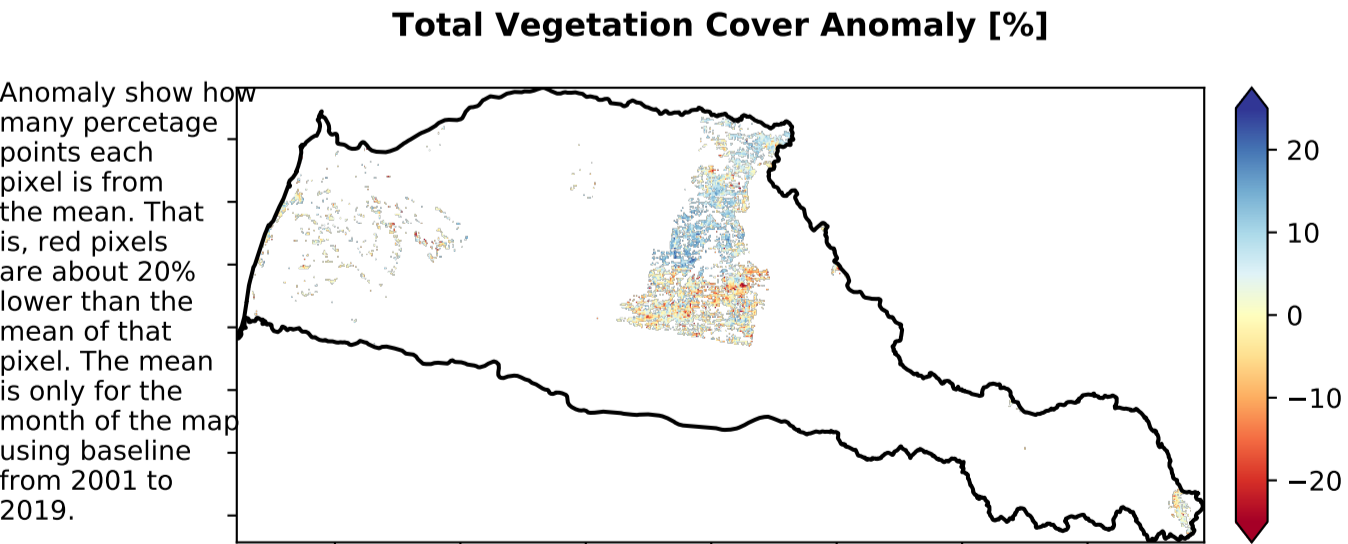 Total Vegetation Cover Anomaly [%]
Anomaly show how
many percetage
points each
pixel is from
the mean. That
is, red pixels
are about 20%
lower than the
mean of that
pixel. The mean
is only for the
month of the map
using baseline
from 2001 to
2019.
20
10
0
−10
−20